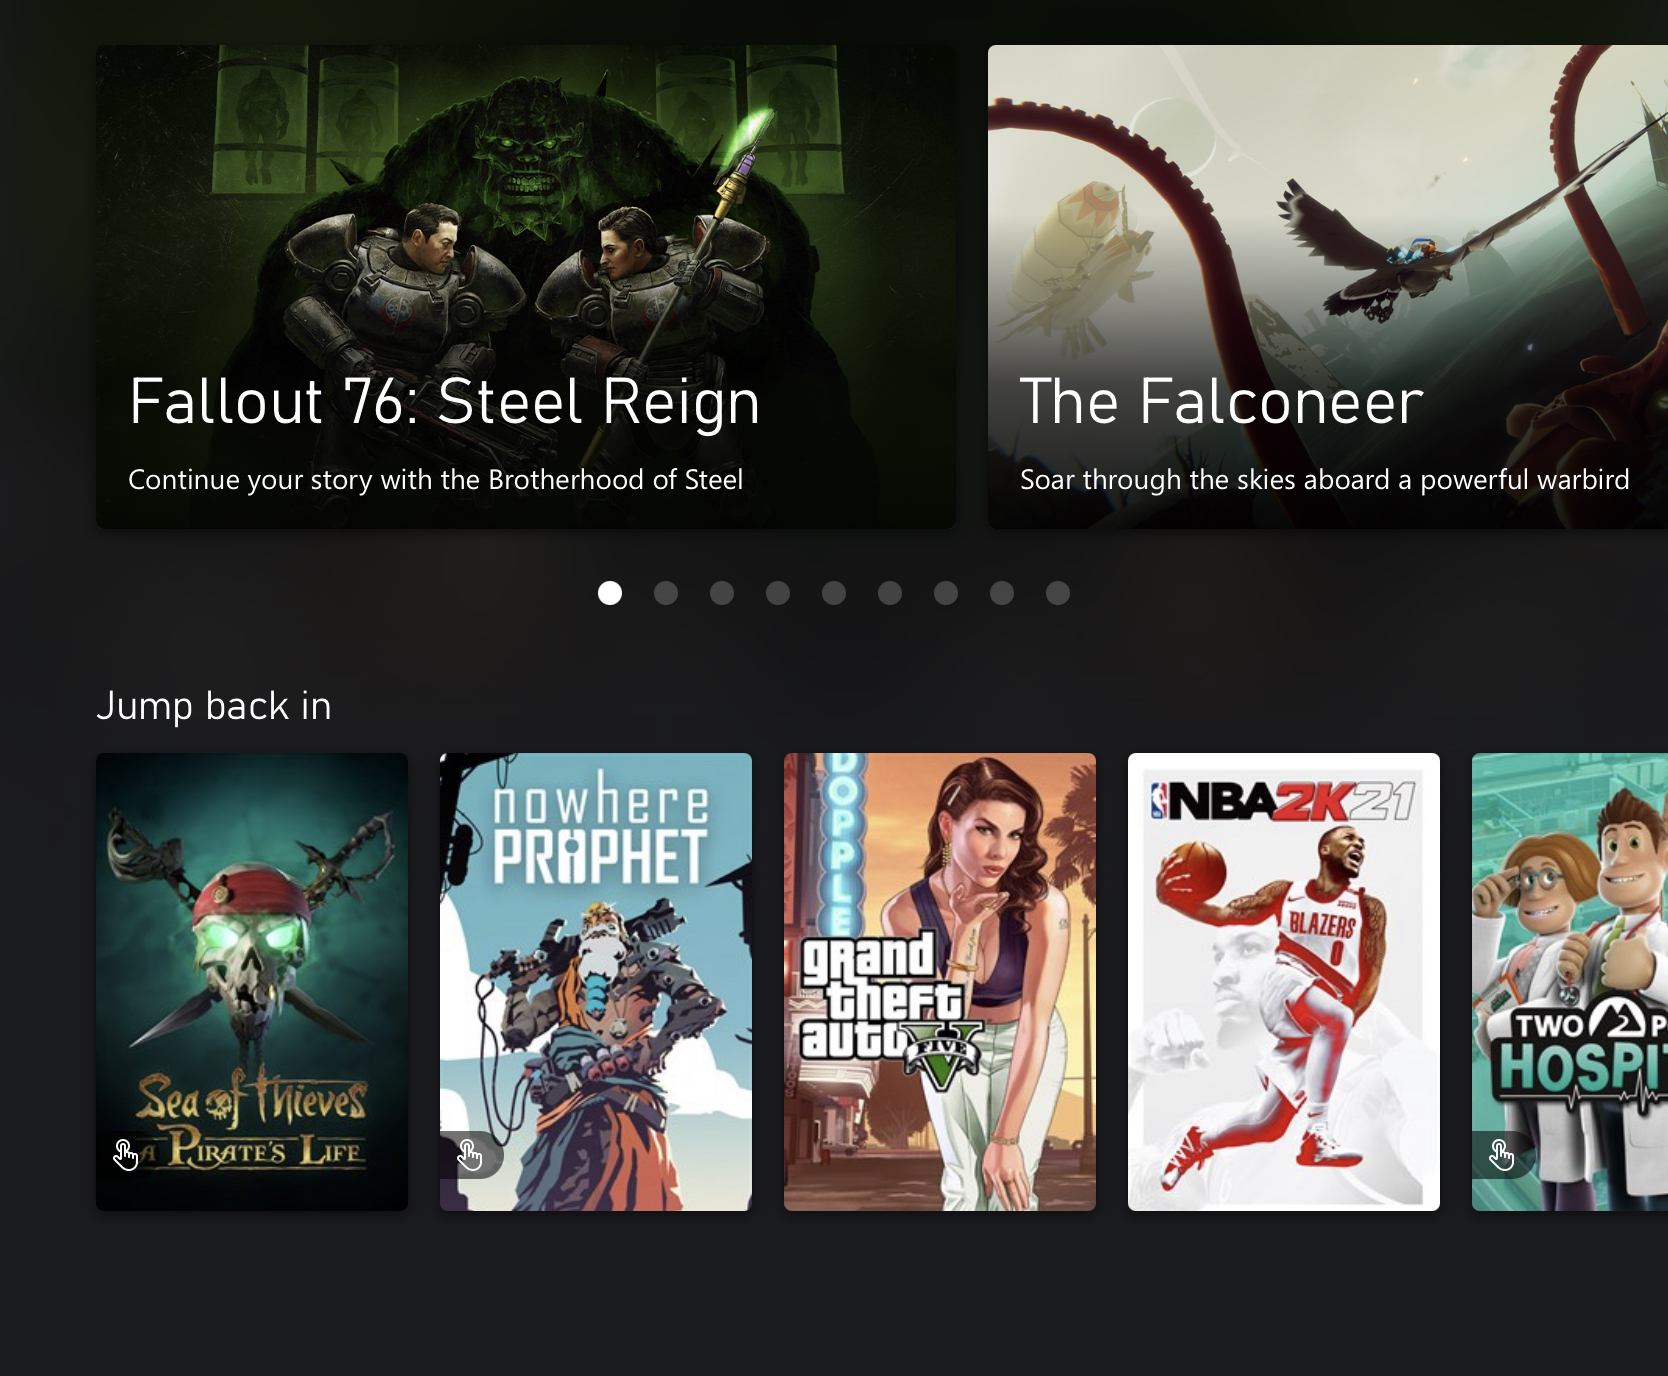 Fallout 76: Steel Reign
Continue your story with the Brotherhood of Steel
The Falconeer
Soar through the skies aboard a powerful warbird
Jump back in
Sea of Thieves
A PIRATE'S LIFE
nowhere
PROPHET
DOPPLE
grand
theft
auto V
FIVE
NBA2K21
BLAZERS
0
TWO P
HOSPIT